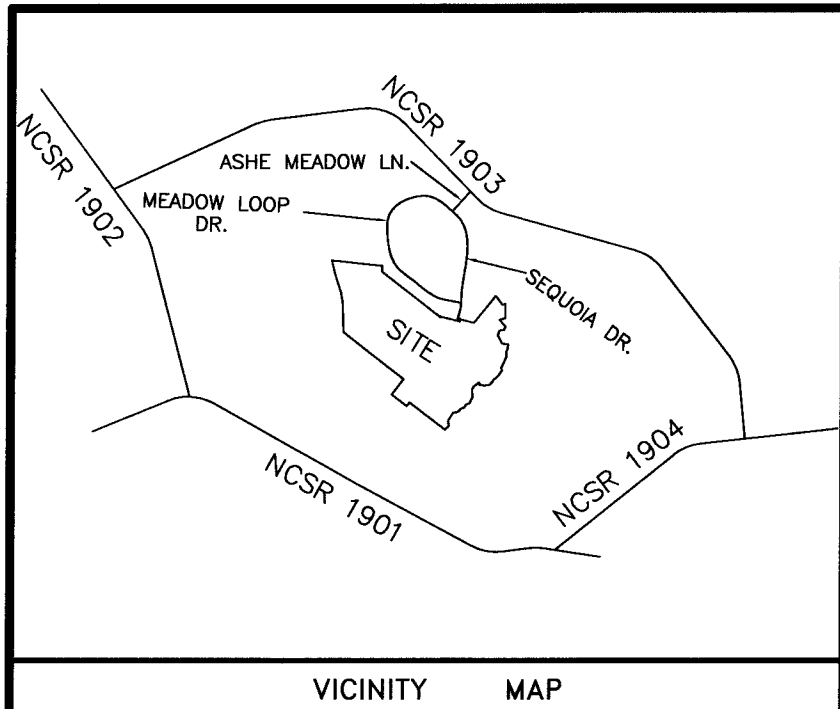 NCSR 1903
NCSR 1902
ASHE MEADOW LN.
MEADOW LOOP
DR.
SEQUOIA DR.
SITE
NCSR 1904
NCSR 1901
VICINITY MAP